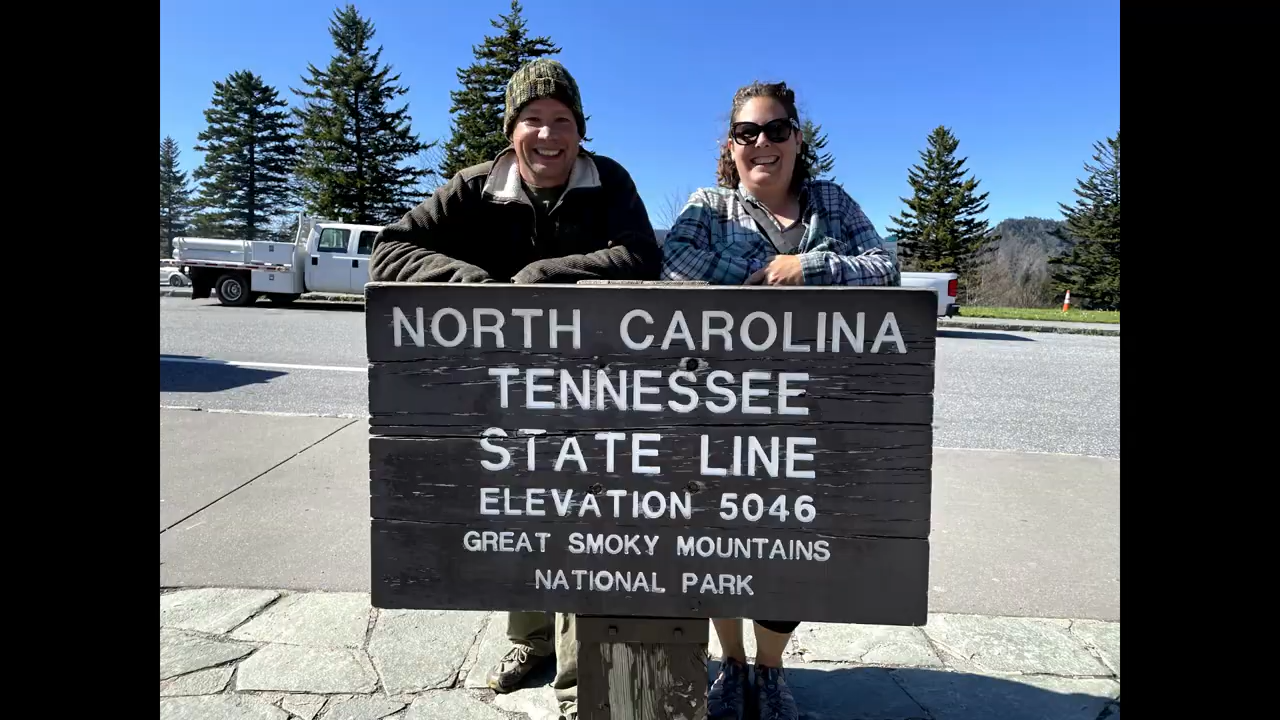 NORTH CAROLINA
TENNESSEE
STATE LINE
ELEVATION 5046
GREAT SMOKY MOUNTAINS
NATIONAL PARK